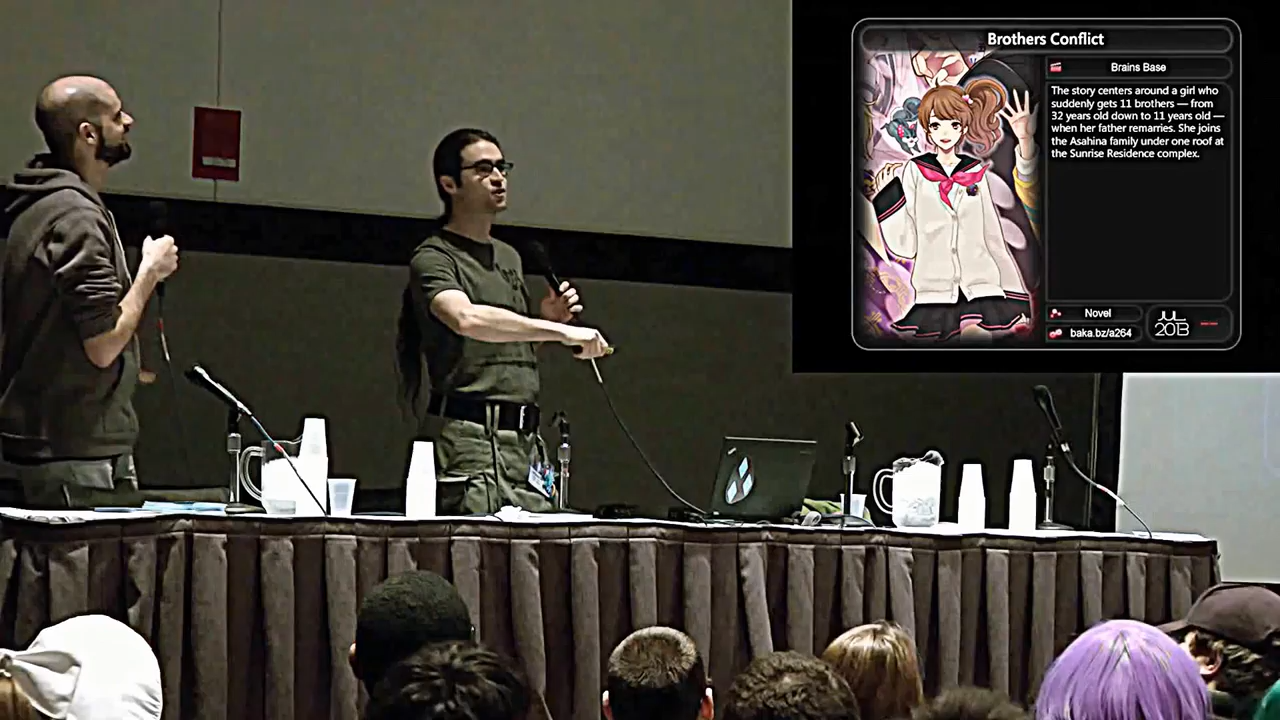 Brothers Conflict
Brains Base
The story centers around a girl who
suddenly gets 11 brothers — from
32 years old down to 11 years old —
when her father remarries. She joins
the Asahina family under one roof at
the Sunrise Residence complex.
Novel
baka.bz/a264
JUL
2013